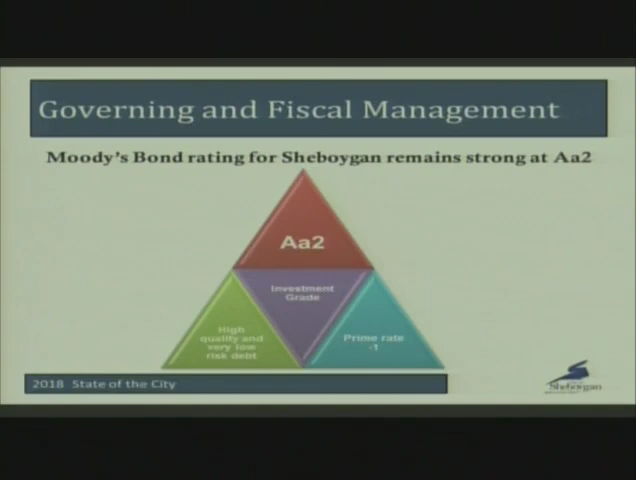 Governing and Fiscal Management
Moody's Bond rating for Sheboygan remains strong at Aa2
Aa2
Investment
Grade
High
quality and
very low
risk debt
Prime rate
-1
2018 State of the City
Sheboygan